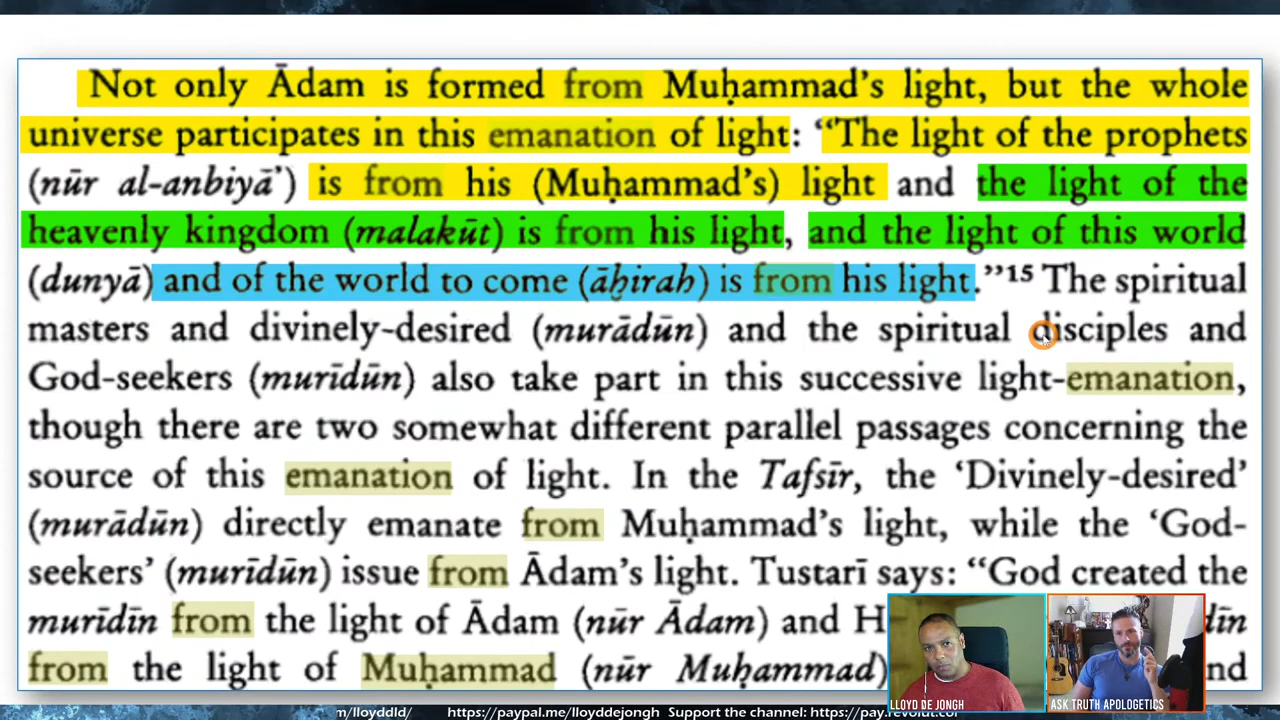 Not only Ādam is formed from Muḥammad's light, but the whole
universe participates in this emanation of light: “The light of the prophets
(nūr al-anbiyā’) is from his (Muḥammad's) light and the light of the
heavenly kingdom (malakūt) is from his light, and the light of this world
(dunyā) and of the world to come (āḫirah) is from his light.”15 The spiritual
masters and divinely-desired (murādūn) and the spiritual disciples and
God-seekers (murīdūn) also take part in this successive light-emanation,
though there are two somewhat different parallel passages concerning the
source of this emanation of light. In the Tafsīr, the ‘Divinely-desired’
(murādūn) directly emanate from Muḥammad's light, while the ‘God-
seekers’ (murīdūn) issue from Ādam's light. Tustarī says: “God created the
murīdīn from the light of Ādam (nūr Ādam) and H dīn
from the light of Muḥammad (nūr Muḥammad) nd
LLOYD DE JONGH
ASK TRUTH APOLOGETICS
m/lloyddld/ https://paypal.me/lloyddejongh Support the channel: https://pay.revolut.co